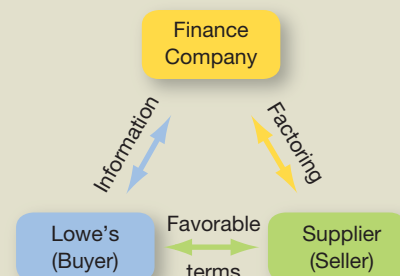 Finance
Company
Information
Factoring
Favorable
terms
Lowe's
(Buyer)
Supplier
(Seller)